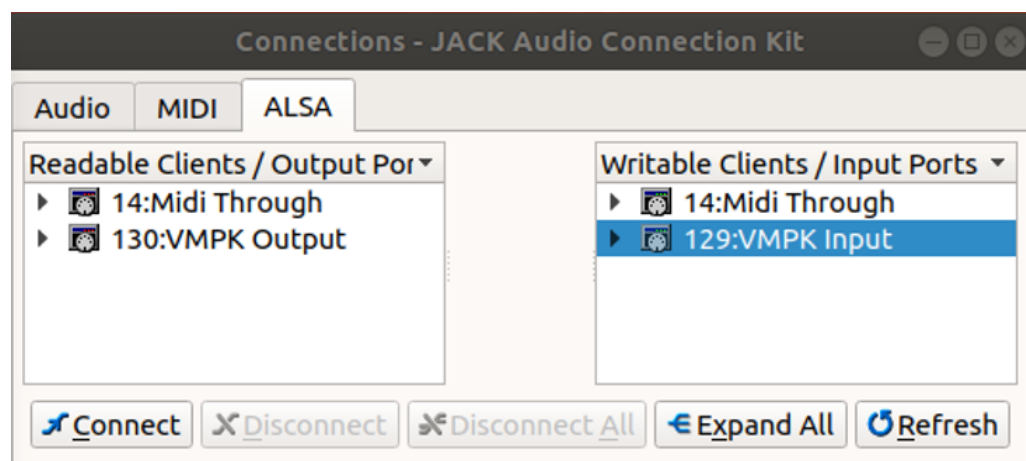 Connections - JACK Audio Connection Kit
Audio MIDI ALSA
Readable Clients / Output Por
14:Midi Through
130:VMPK Output
Writable Clients / Input Ports
14:Midi Through
129:VMPK Input
Connect Disconnect Disconnect All Expand All Refresh